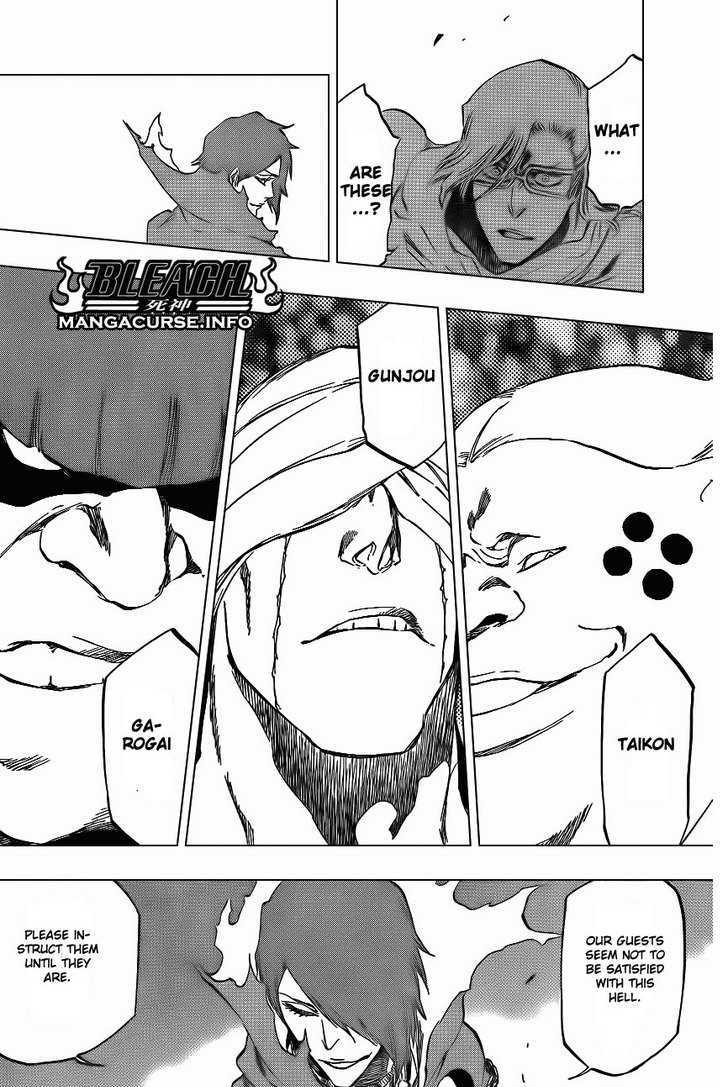 WHAT
...
ARE
THESE
...?
BLEACH
死神
MANGACURSE.INFO
TAIKON
GUNJOU
GA-
ROGAI
OUR GUESTS
SEEM NOT TO
BE SATISFIED
WITH THIS
HELL.
PLEASE IN-
STRUCT THEM
UNTIL THEY
ARE.